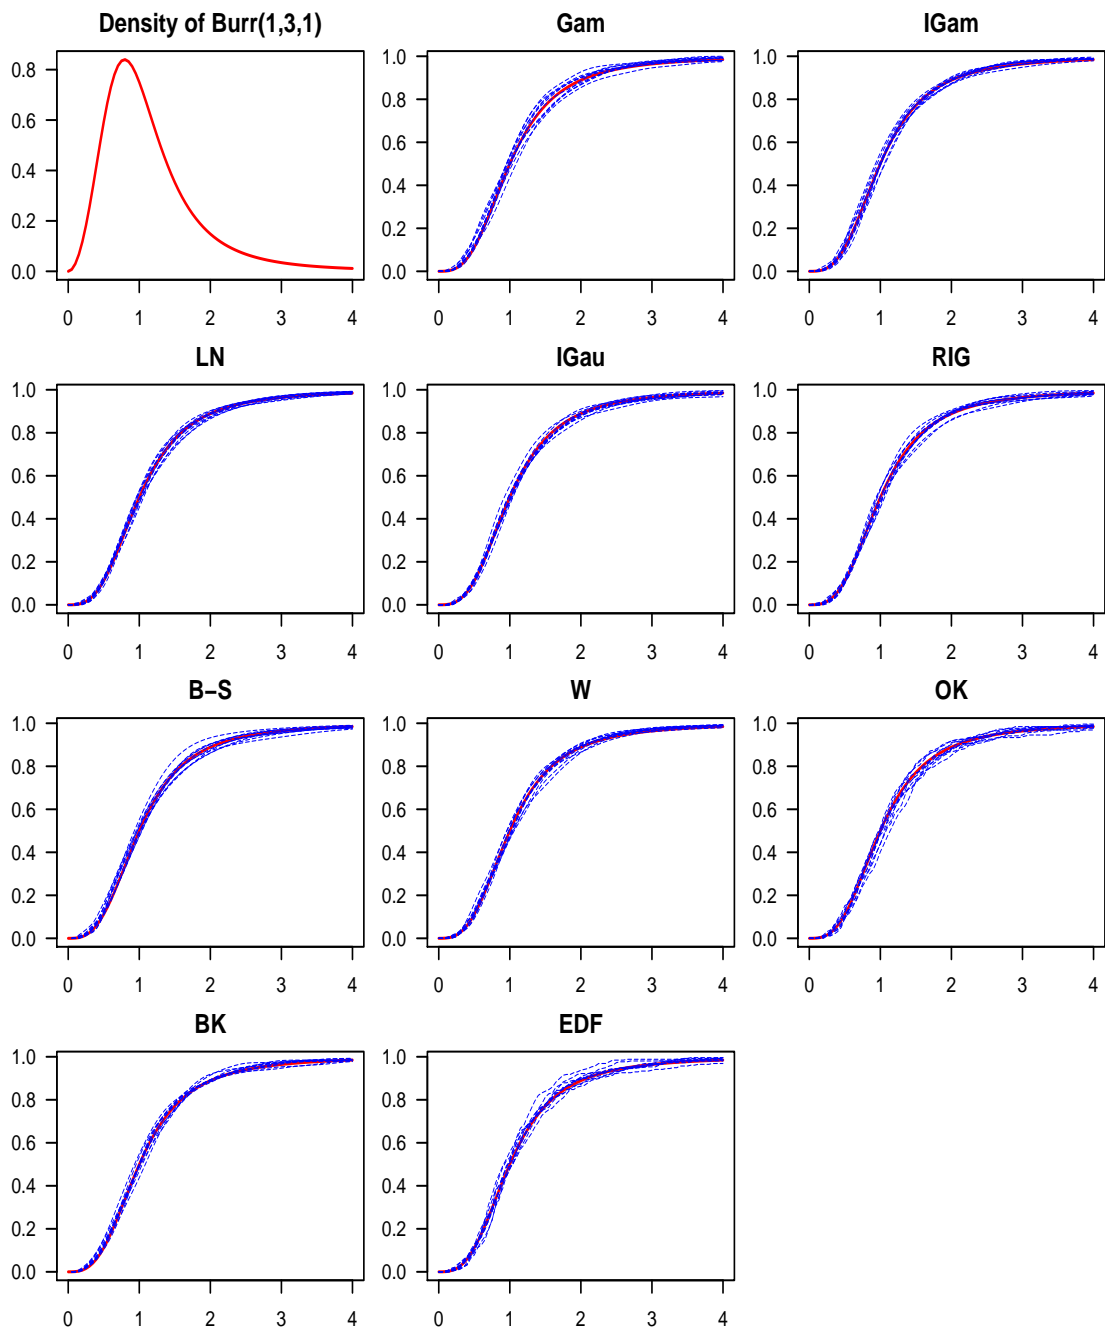 Density of Burr(1,3,1) Gam IGam
0.8 1.0 1.0
0.8 0.8
0.6
0.6 0.6
0.4
0.4 0.4
0.2
0.2 0.2
0.0 0.0 0.0
0 1 2 3 4 0 1 2 3 4 0 1 2 3 4
LN IGau RIG
1.0 1.0 1.0
0.8 0.8 0.8
0.6 0.6 0.6
0.4 0.4 0.4
0.2 0.2 0.2
0.0 0.0 0.0
0 1 2 3 4 0 1 2 3 4 0 1 2 3 4
B−S W OK
1.0 1.0 1.0
0.8 0.8 0.8
0.6 0.6 0.6
0.4 0.4 0.4
0.2 0.2 0.2
0.0 0.0 0.0
0 1 2 3 4 0 1 2 3 4 0 1 2 3 4
BK EDF
1.0 1.0
0.8 0.8
0.6 0.6
0.4 0.4
0.2 0.2
0.0 0.0
0 1 2 3 4 0 1 2 3 4